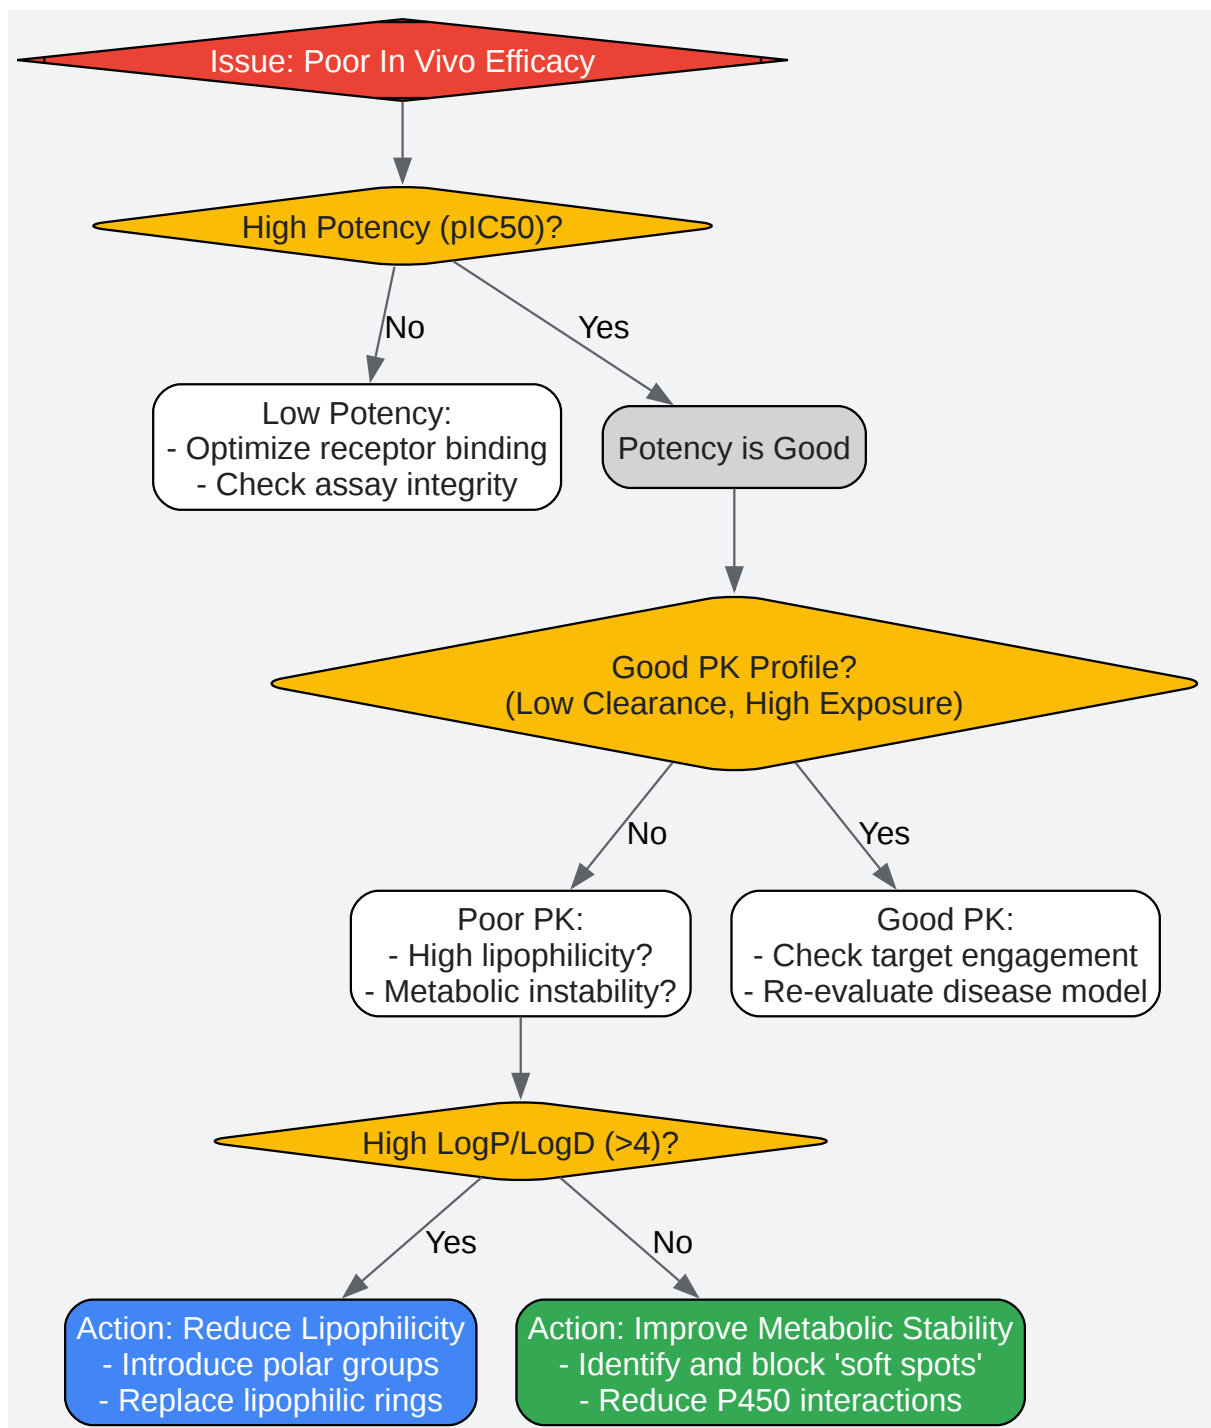 Issue: Poor In Vivo Efficacy
High Potency (pIC50)?
No
Yes
Low Potency:
- Optimize receptor binding
- Check assay integrity
Potency is Good
Good PK Profile?
(Low Clearance, High Exposure)
No
Yes
Poor PK:
- High lipophilicity?
- Metabolic instability?
Good PK:
- Check target engagement
- Re-evaluate disease model
High LogP/LogD (>4)?
Yes
No
Action: Reduce Lipophilicity
- Introduce polar groups
- Replace lipophilic rings
Action: Improve Metabolic Stability
- Identify and block 'soft spots'
- Reduce P450 interactions